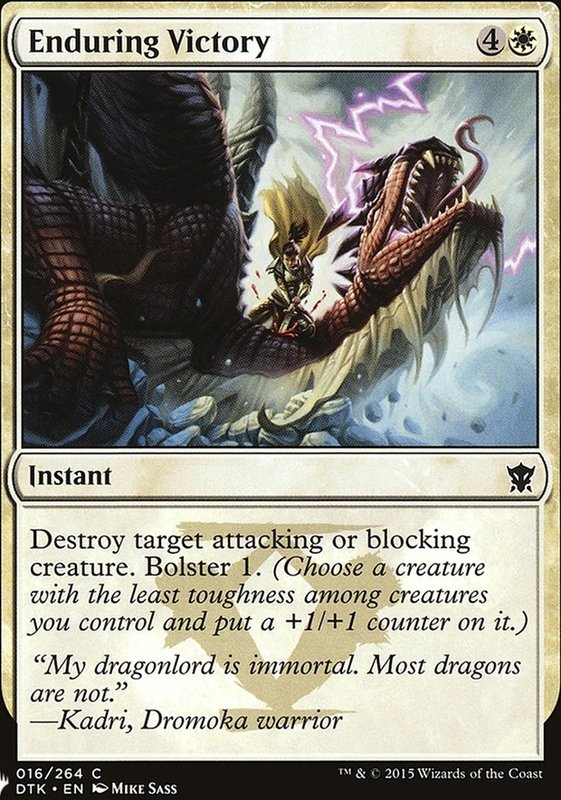 Enduring Victory 4
Instant
Destroy target attacking or blocking
creature. Bolster 1. (Choose a creature
with the least toughness among creatures
you control and put a +1/+1 counter on it.)
“My dragonlord is immortal. Most dragons
are not.”
—Kadri, Dromoka warrior
016/264 C
DTK • EN Mike Sass
™ & © 2015 Wizards of the Coast